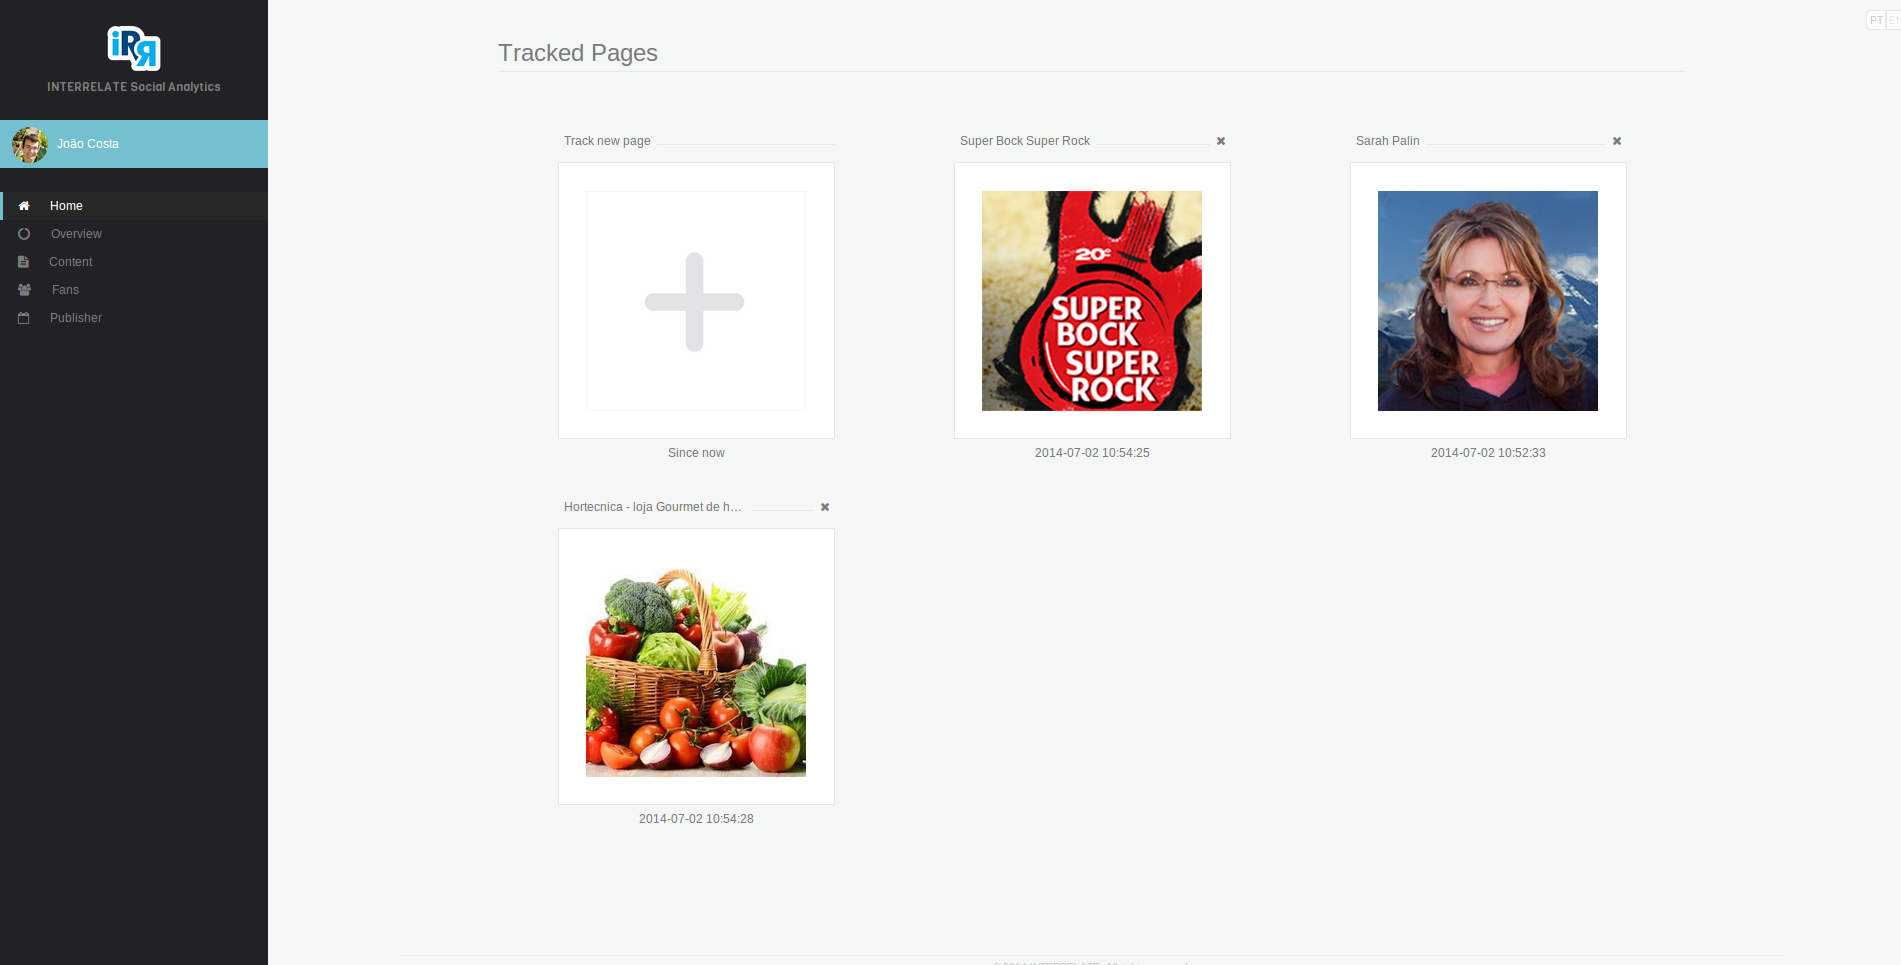 iRR
INTERRELATE Social Analytics
João Costa
Home
Overview
Content
Fans
Publisher
PT EN
Tracked Pages
Track new page
Super Bock Super Rock
Sarah Palin
20º
SUPER
BOCK
SUPER
ROCK
Since now
2014-07-02 10:54:25
2014-07-02 10:52:33
Hortecnica - loja Gourmet de h…
2014-07-02 10:54:28
© 2014 INTERRELATE.